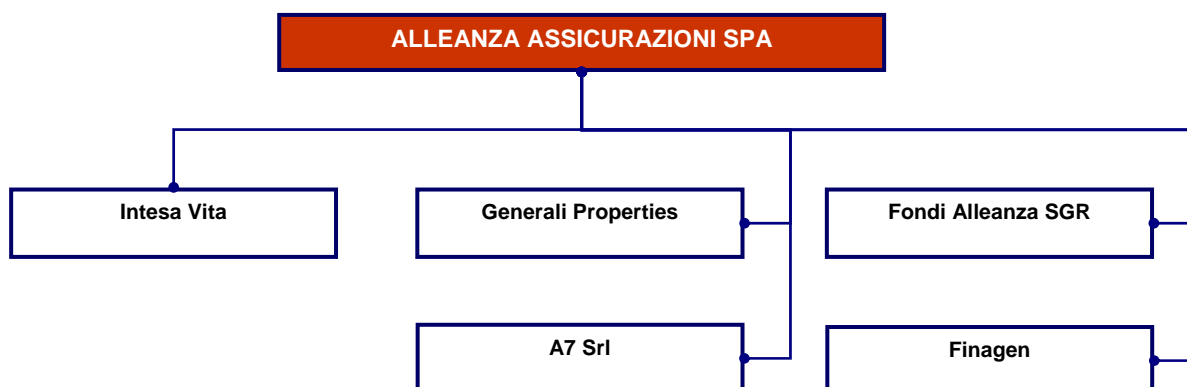 ALLEANZA ASSICURAZIONI SPA
Intesa Vita
Generali Properties
Fondi Alleanza SGR
A7 Srl
Finagen